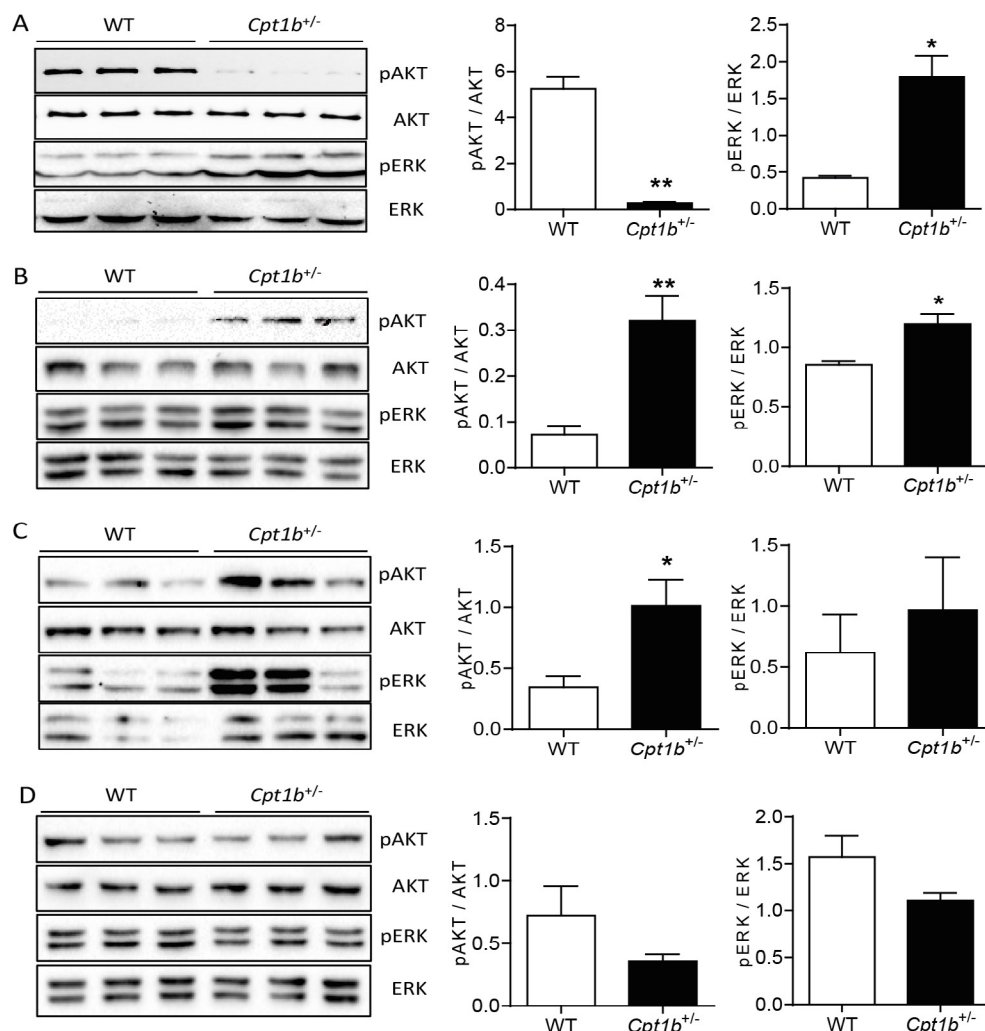 A
WT Cpt1b+/-
pAKT
AKT
pERK
ERK
pAKT / AKT
8
6
4
2
0
**
WT Cpt1b+/-
pERK / ERK
2.5
2.0
1.5
1.0
0.5
0.0
*
WT Cpt1b+/-
B
WT Cpt1b+/-
pAKT
AKT
pERK
ERK
pAKT / AKT
0.4
0.3
0.2
0.1
0.0
**
WT Cpt1b+/-
pERK / ERK
1.5
1.0
0.5
0.0
*
WT Cpt1b+/-
C
WT Cpt1b+/-
pAKT
AKT
pERK
ERK
pAKT / AKT
1.5
1.0
0.5
0.0
*
WT Cpt1b+/-
pERK / ERK
1.5
1.0
0.5
0.0
WT Cpt1b+/-
D
WT Cpt1b+/-
pAKT
AKT
pERK
ERK
pAKT / AKT
1.5
1.0
0.5
0.0
WT Cpt1b+/-
pERK / ERK
2.0
1.5
1.0
0.5
0.0
WT Cpt1b+/-